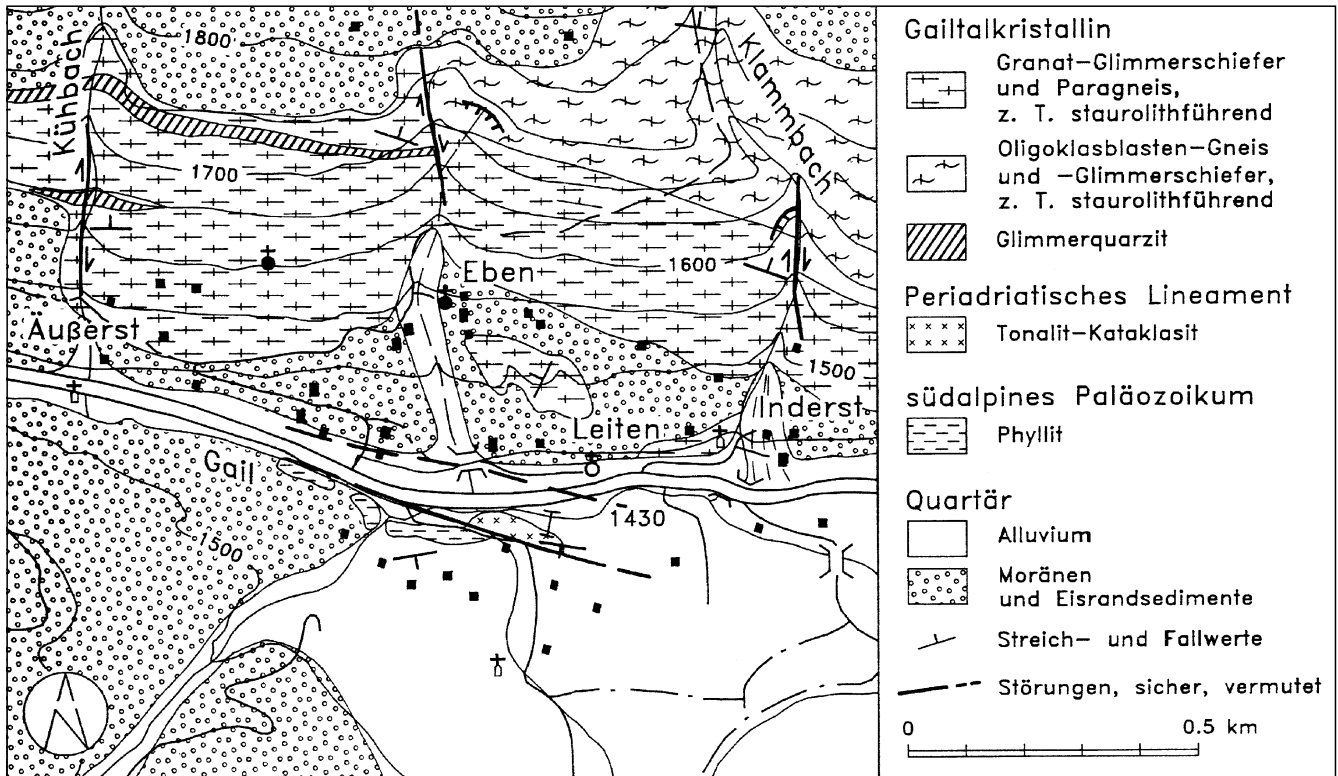 1800
Kühbach
Klammbach
1700
1600
Eben
Äußerst
1500
Inderst
Leiten
Gail
1430
1500
N
Gailtalkristallin
Granat-Glimmerschiefer
und Paragneis,
z. T. staurolithführend
Oligoklasblasten-Gneis
und -Glimmerschiefer,
z. T. staurolithführend
Glimmerquarzit
Periadriatisches Lineament
Tonalit-Kataklasit
südalpines Paläozoikum
Phyllit
Quartär
Alluvium
Moränen
und Eisrandsedimente
Streich- und Fallwerte
Störungen, sicher, vermutet
0 0.5 km